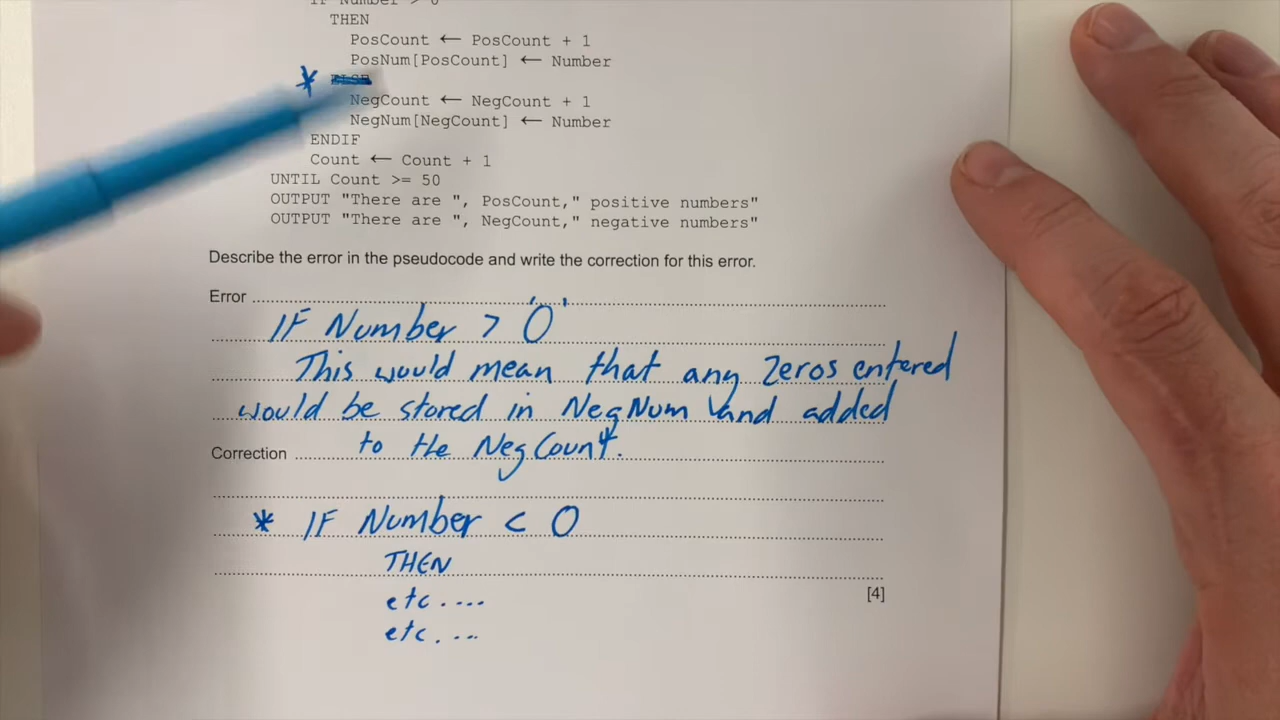 IF Number > 0
THEN
PosCount ← PosCount + 1
PosNum[PosCount] ← Number
*
NegCount ← NegCount + 1
NegNum[NegCount] ← Number
ENDIF
Count ← Count + 1
UNTIL Count >= 50
OUTPUT "There are ", PosCount," positive numbers"
OUTPUT "There are ", NegCount," negative numbers"
Describe the error in the pseudocode and write the correction for this error.
Error
IF Number > '0'
This would mean that any Zeros entered
would be stored in NegNum and added
to the NegCount.
Correction
* IF Number < 0
THEN
etc....
[4]
etc....